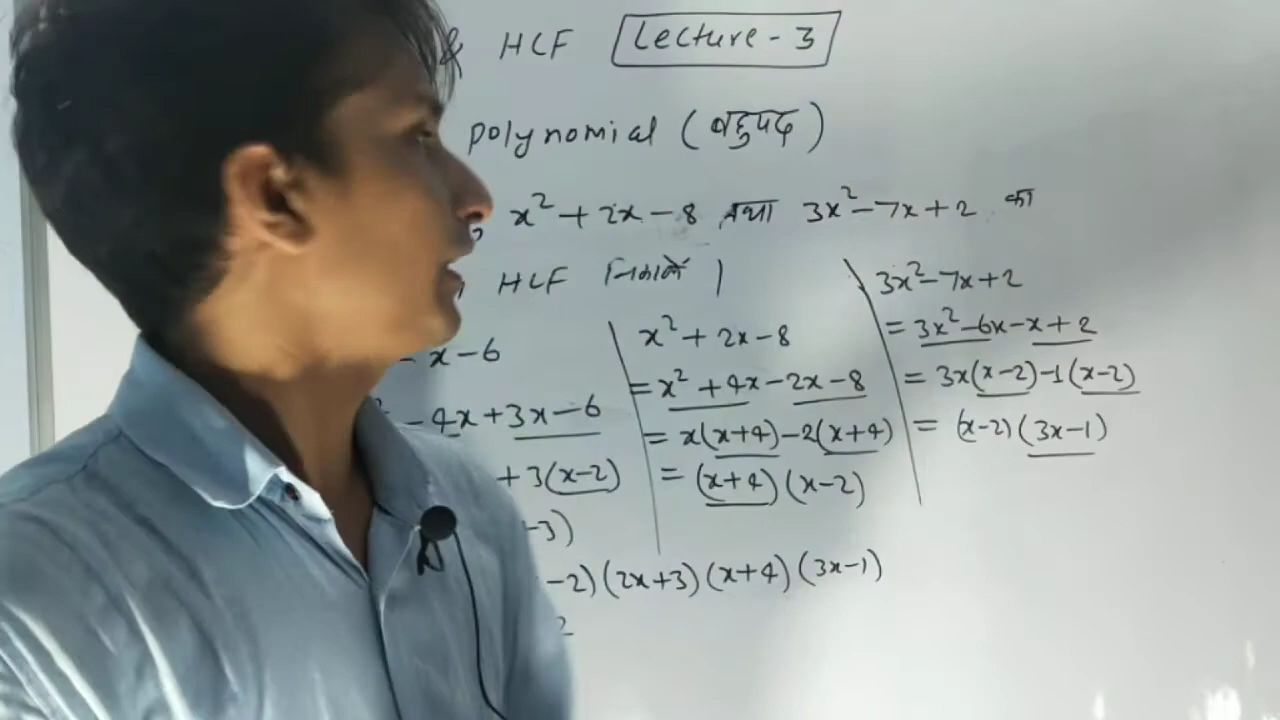 & HCF Lecture - 3
polynomial (बहुपद)
x² + 2x - 8 तथा 3x² - 7x + 2 का
HCF निकालें |
- x - 6
- 4x + 3x - 6
+ 3(x-2)
-3)
x² + 2x - 8
= x² + 4x - 2x - 8
= x(x+4) - 2(x+4)
= (x+4)(x-2)
3x² - 7x + 2
= 3x² - 6x - x + 2
= 3x(x-2) - 1(x-2)
= (x-2)(3x-1)
-2)(2x+3)(x+4)(3x-1)
2